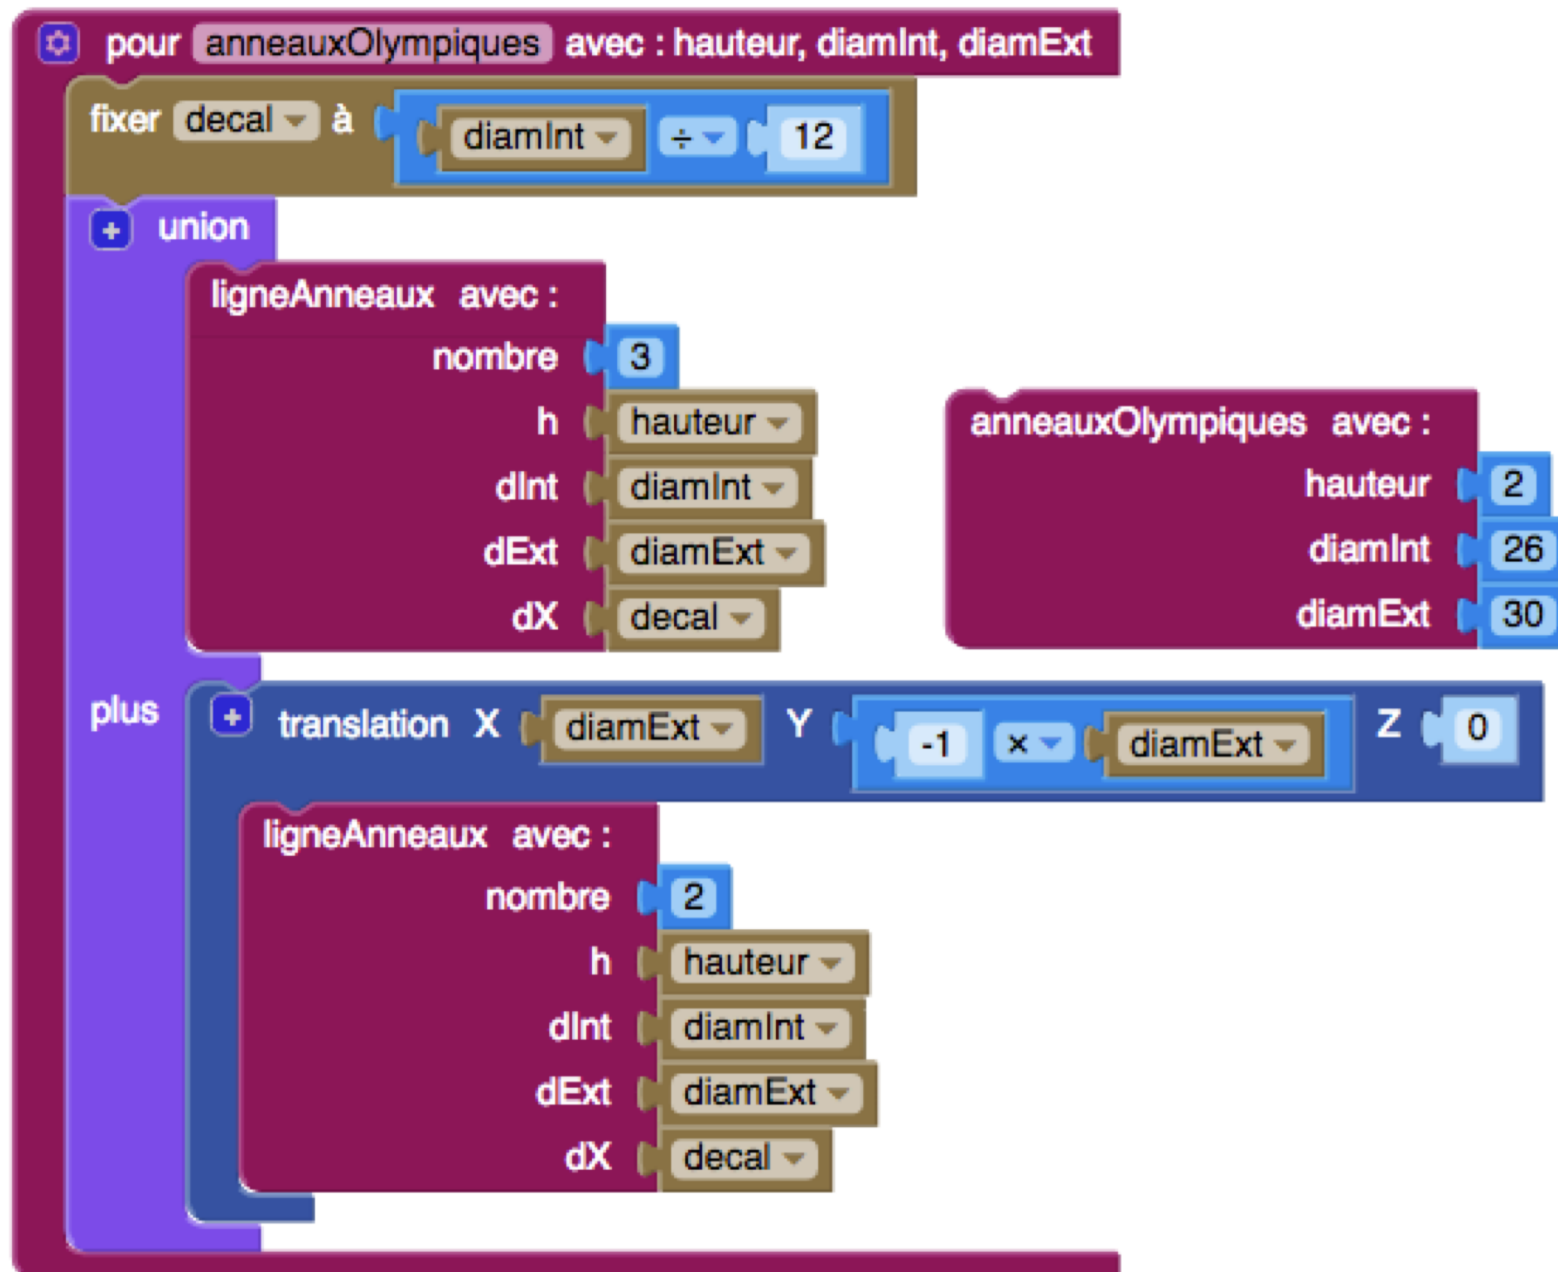 pour anneauxOlympiques avec : hauteur, diamInt, diamExt
fixer decal à diamInt ÷ 12
union
ligneAnneaux avec :
nombre 3
h hauteur
dInt diamInt
dExt diamExt
dX decal
anneauxOlympiques avec :
hauteur 2
diamInt 26
diamExt 30
plus translation X diamExt Y -1 × diamExt Z 0
ligneAnneaux avec :
nombre 2
h hauteur
dInt diamInt
dExt diamExt
dX decal